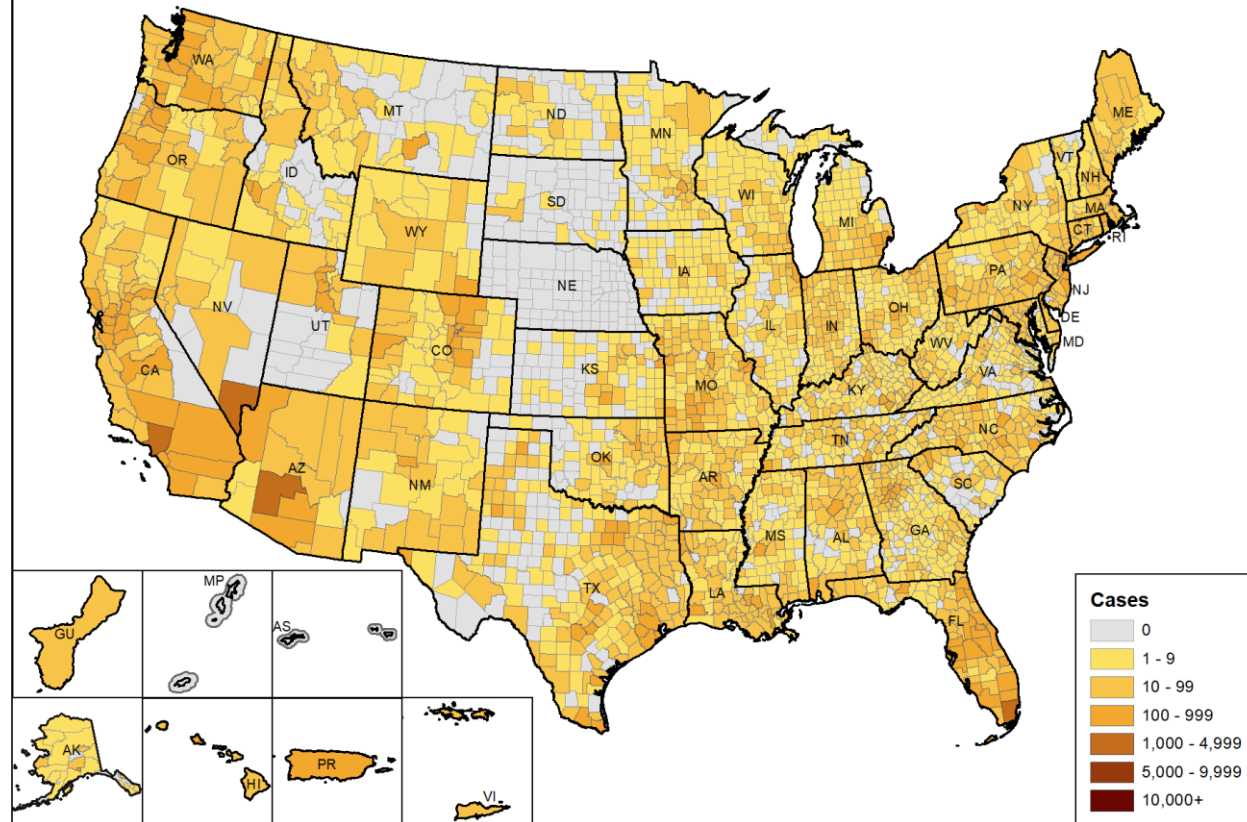 WA
MT
ND
MN
ME
VT
NH
OR
ID
SD
WI
NY
MA
WY
MI
CT
RI
IA
PA
NE
NJ
NV
UT
IL
IN
OH
DE
CO
WV
MD
CA
KS
MO
VA
KY
AZ
NM
OK
AR
TN
NC
SC
MS
AL
GA
TX
LA
FL
GU
MP
AS
AK
HI
PR
VI
Cases
0
1 - 9
10 - 99
100 - 999
1,000 - 4,999
5,000 - 9,999
10,000+